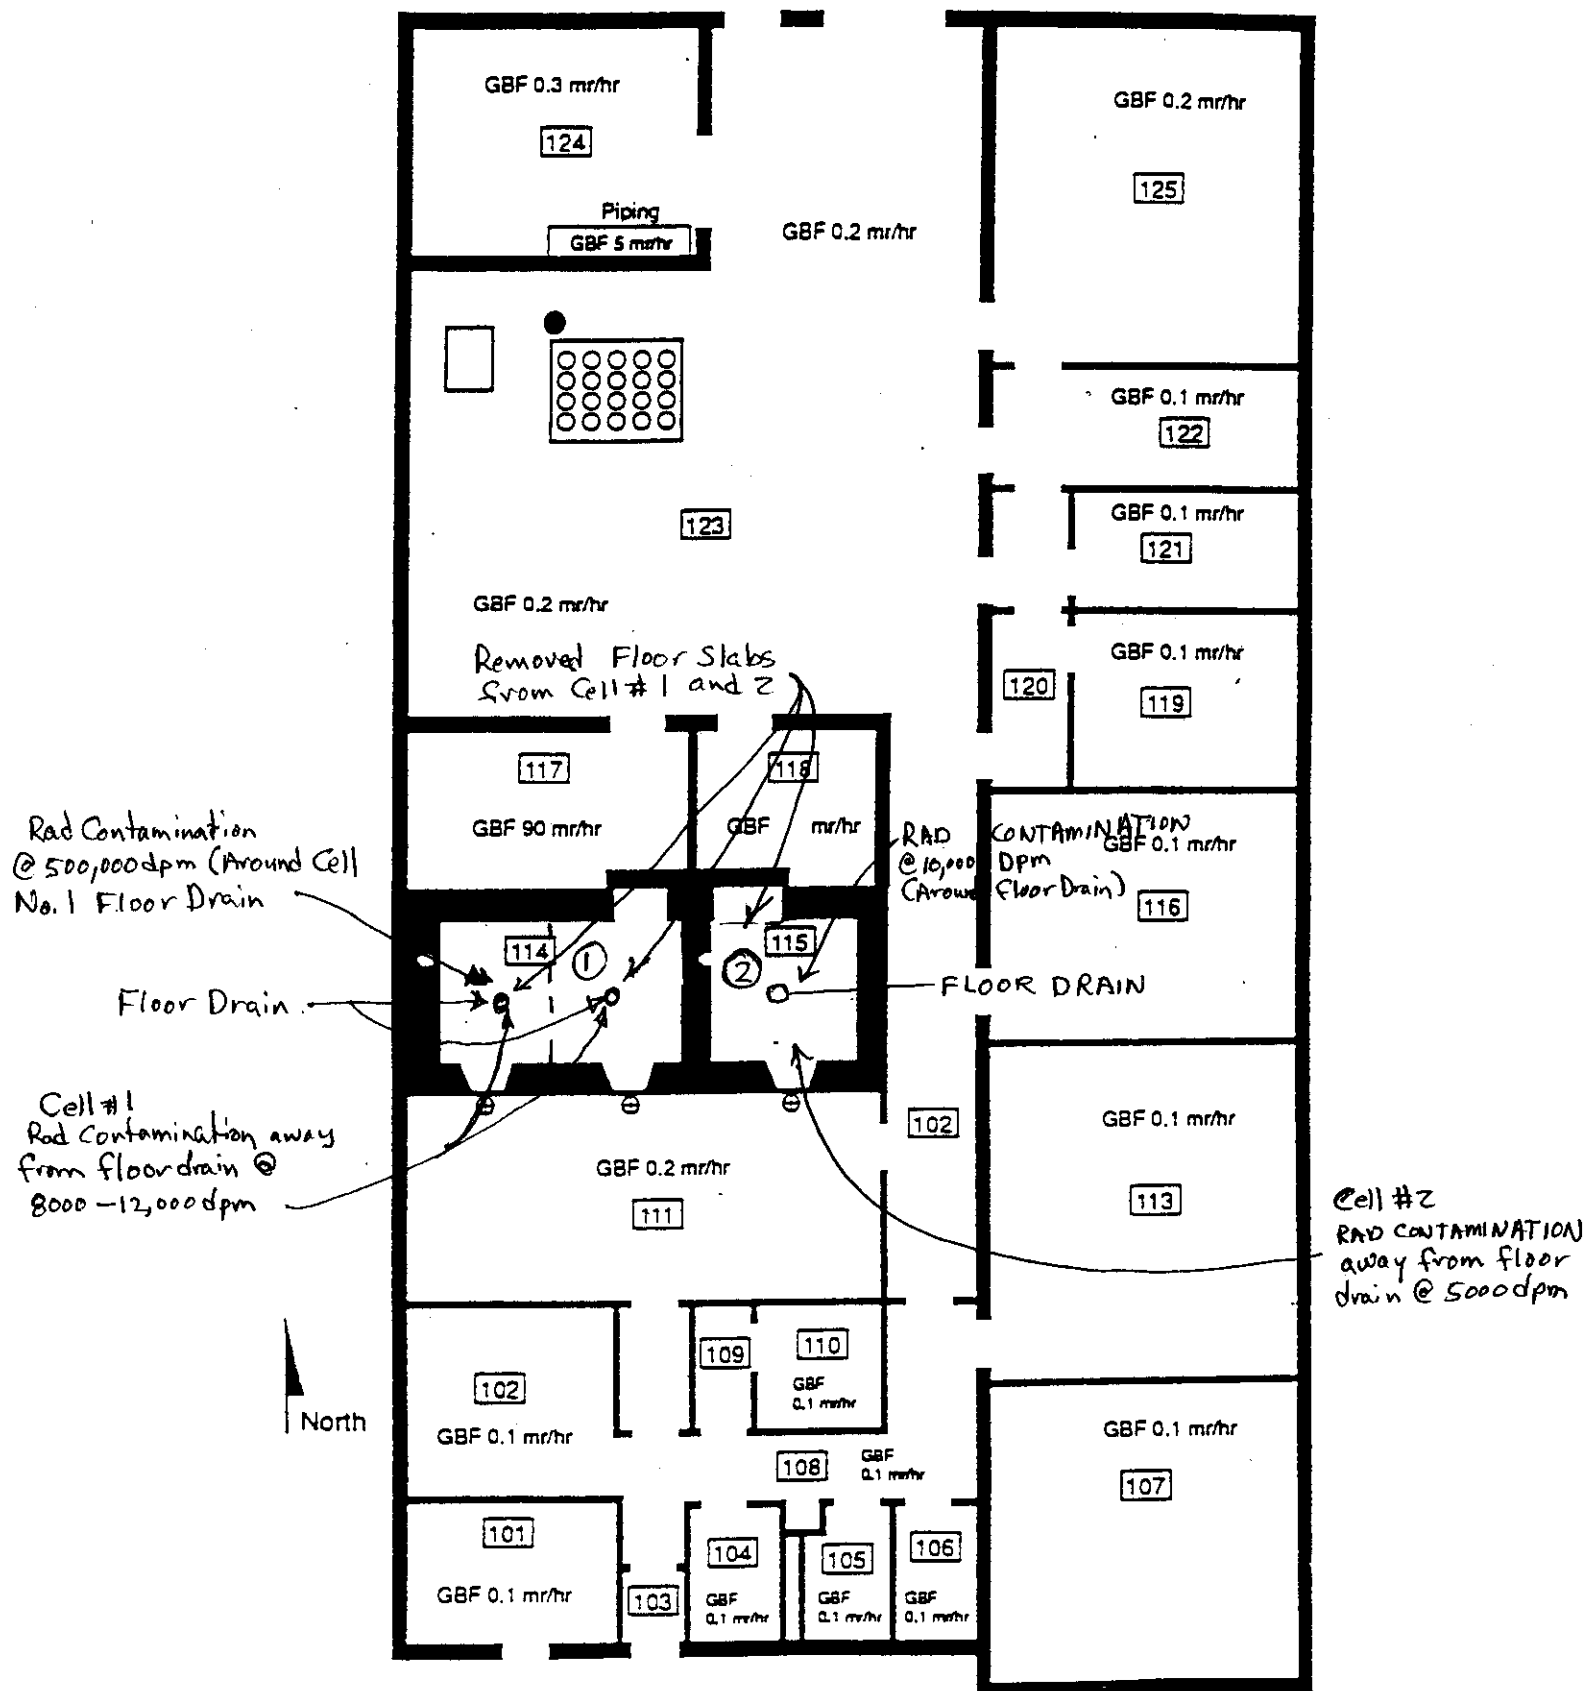 GBF 0.3 mr/hr
124
Piping
GBF 5 mr/hr
GBF 0.2 mr/hr
GBF 0.2 mr/hr
125
GBF 0.1 mr/hr
122
GBF 0.1 mr/hr
121
123
GBF 0.2 mr/hr
Removed Floor Slabs
from Cell # 1 and 2
120
GBF 0.1 mr/hr
119
117
GBF 90 mr/hr
118
GBF mr/hr
Rad Contamination
@ 500,000 dpm (Around Cell
No. 1 Floor Drain
RAD CONTAMINATION
@ 10,000 Dpm
(Around Floor Drain)
GBF 0.1 mr/hr
116
114
1
115
2
Floor Drain
FLOOR DRAIN
Cell #1
Rad Contamination away
from floor drain @
8000 - 12,000 dpm
102
GBF 0.2 mr/hr
111
GBF 0.1 mr/hr
113
Cell #2
RAD CONTAMINATION
away from floor
drain @ 5000 dpm
North
102
GBF 0.1 mr/hr
109
110
GBF
0.1 mr/hr
108
GBF
0.1 mr/hr
GBF 0.1 mr/hr
107
101
GBF 0.1 mr/hr
103
104
GBF
0.1 mr/hr
105
GBF
0.1 mr/hr
106
GBF
0.1 mr/hr